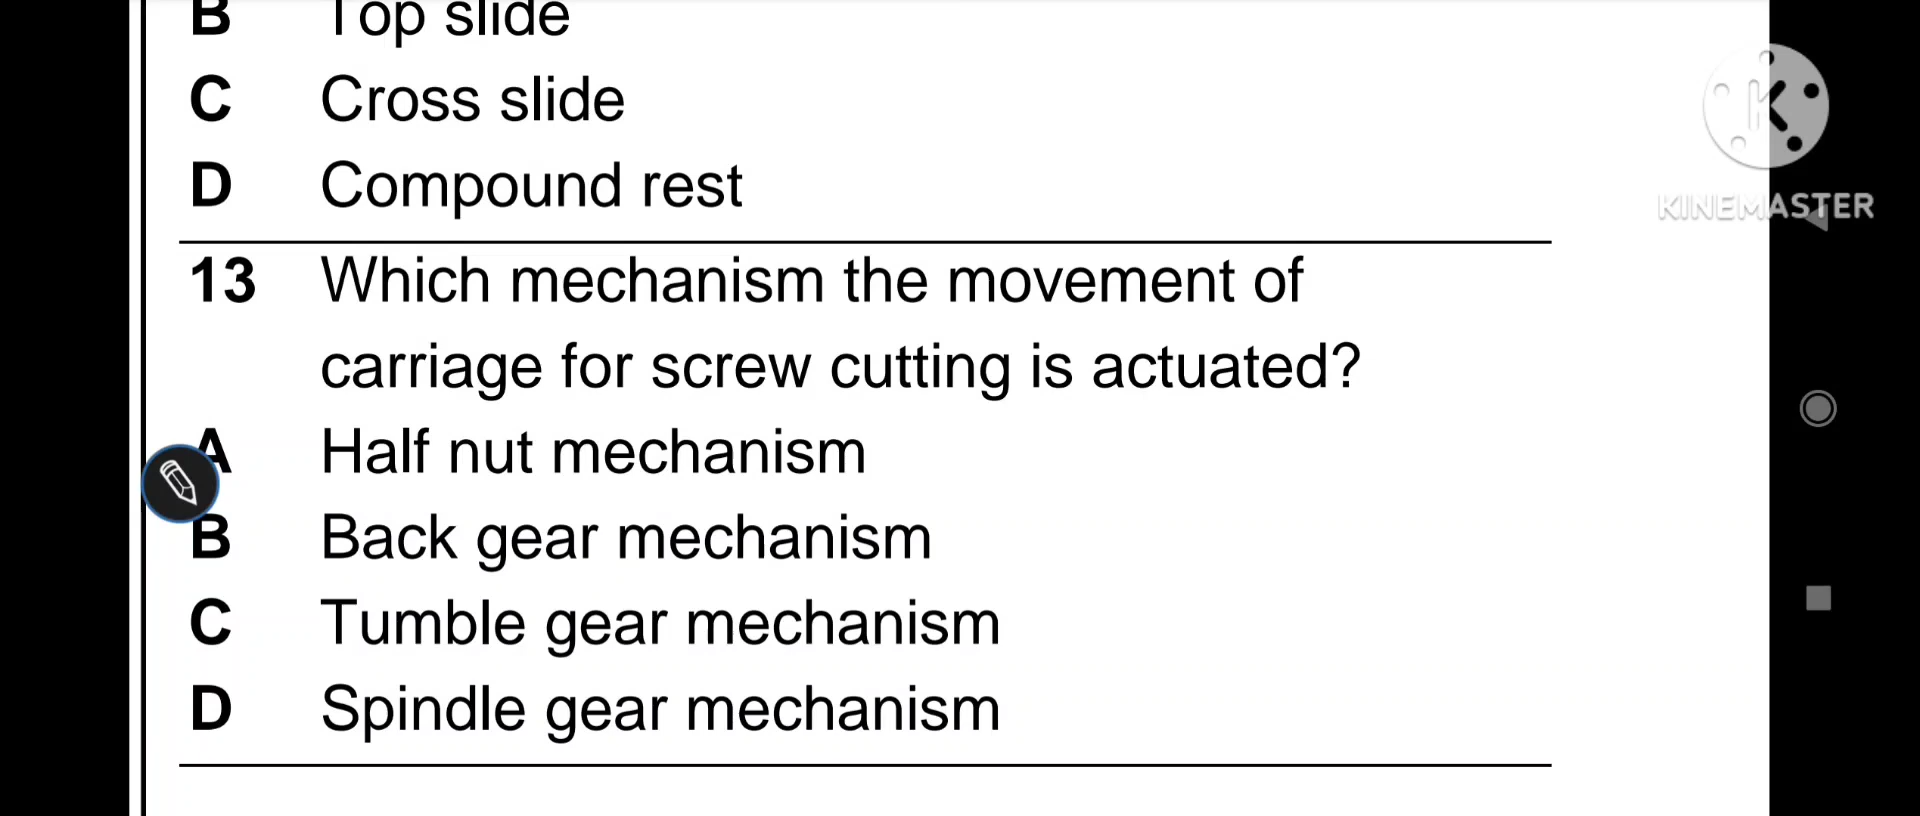 B Top slide
C Cross slide
D Compound rest
13 Which mechanism the movement of
carriage for screw cutting is actuated?
A Half nut mechanism
B Back gear mechanism
C Tumble gear mechanism
D Spindle gear mechanism
K
KINEMASTER